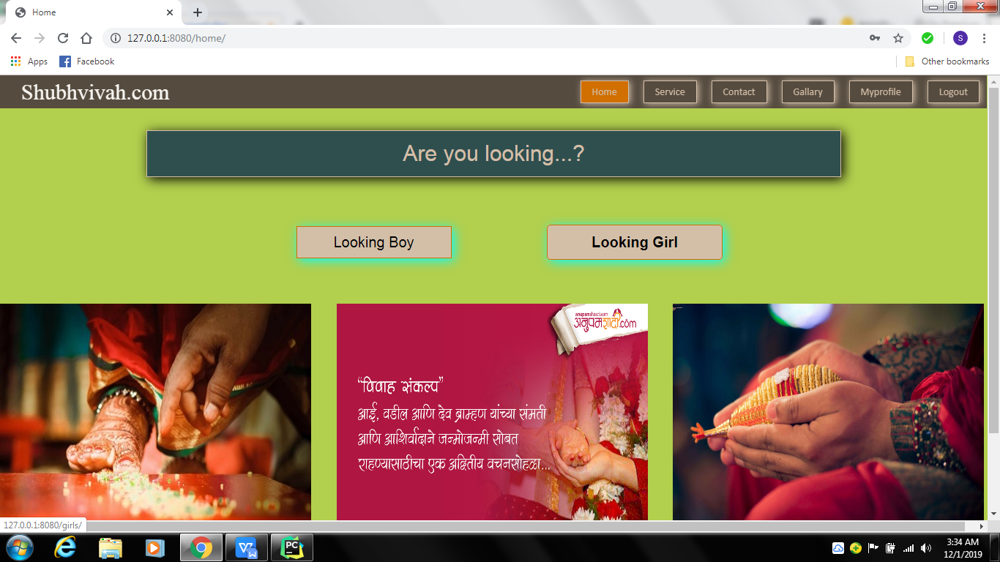 Home
127.0.0.1:8080/home/
S
Apps
Facebook
Other bookmarks
Shubhvivah.com
Home
Service
Contact
Gallary
Myprofile
Logout
Are you looking...?
Looking Boy
Looking Girl
anupamshaadi.com
अनुपमशादी.com
“विवाह संकल्प”
आई, वडील आणि देव ब्राम्हण यांच्या संमती
आणि आशिर्वादाने जन्मोजन्मी सोबत
राहण्यासाठीचा एक अद्वितीय वचनसोहळा...
127.0.0.1:8080/girls/
W
PC
3:34 AM
12/1/2019